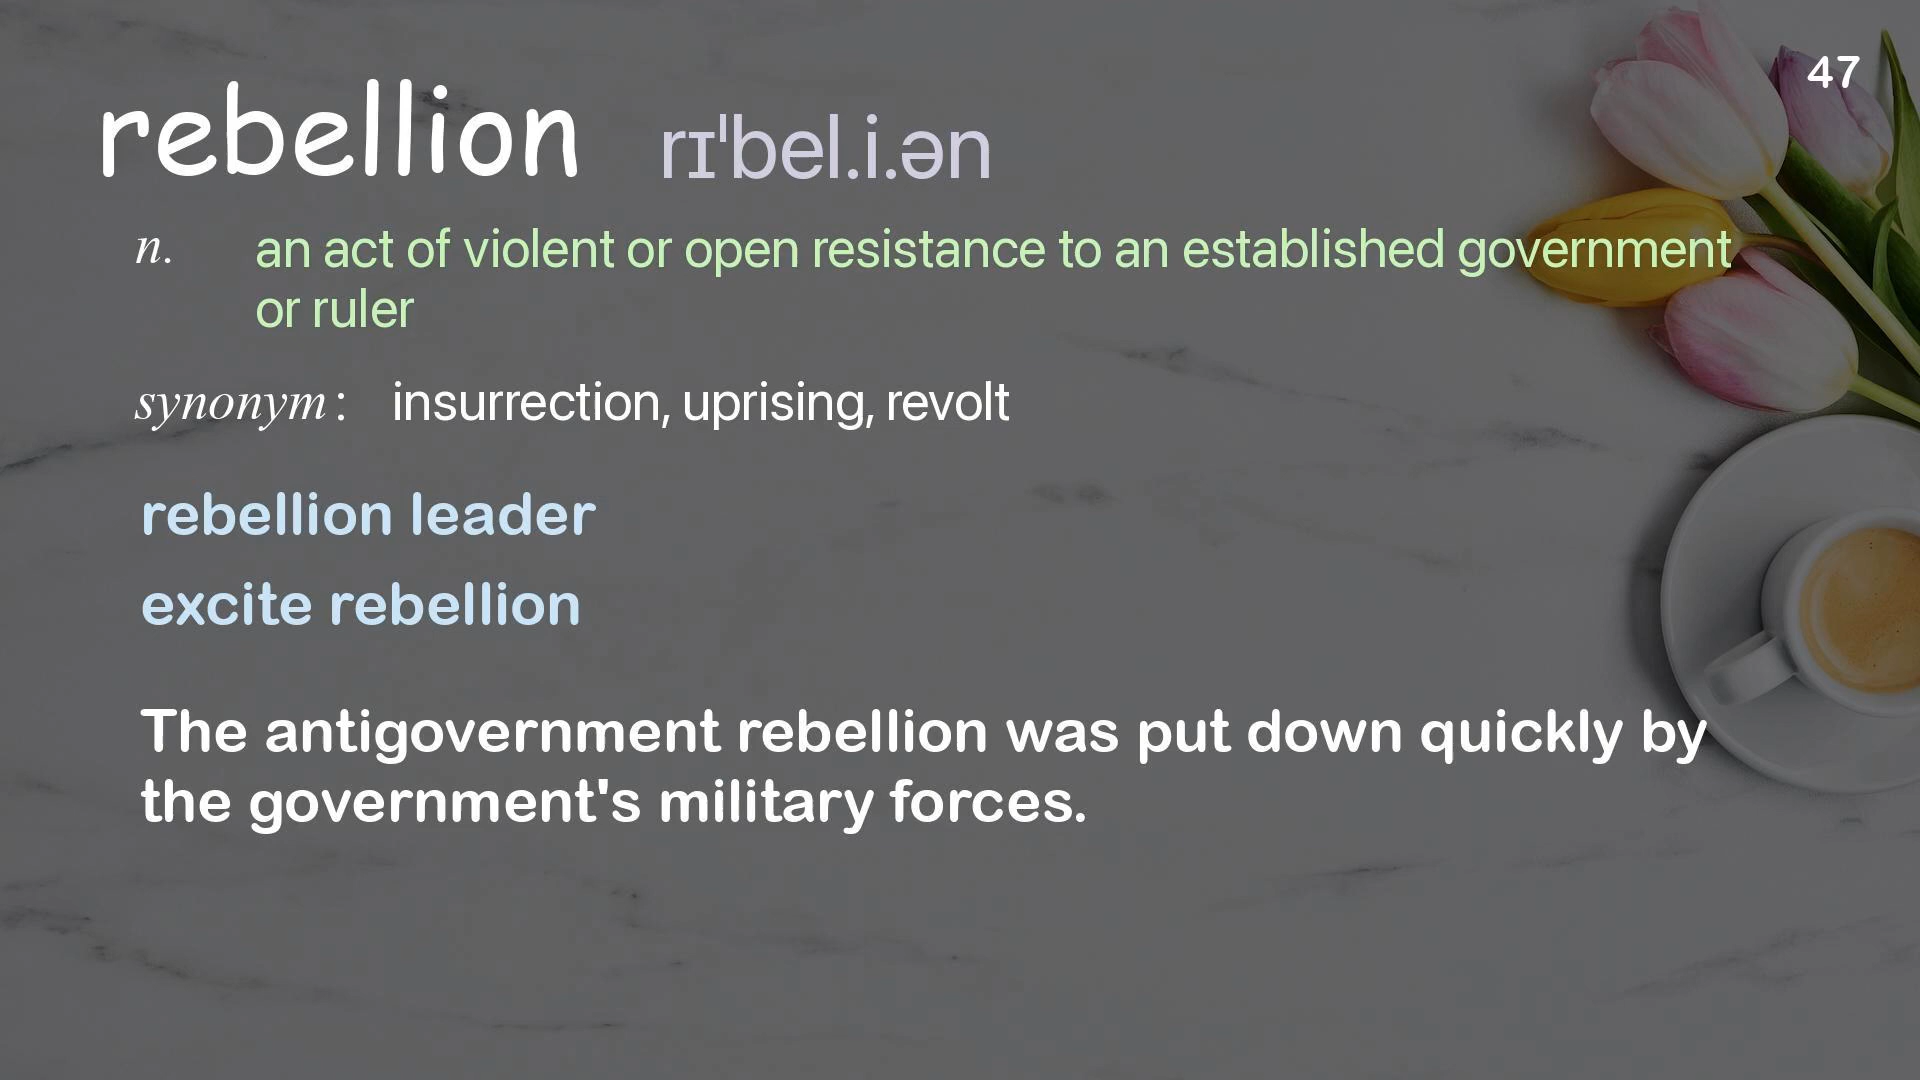 47
rebellion rɪˈbel.i.ən
n. an act of violent or open resistance to an established government
or ruler
synonym : insurrection, uprising, revolt
rebellion leader
excite rebellion
The antigovernment rebellion was put down quickly by
the government's military forces.